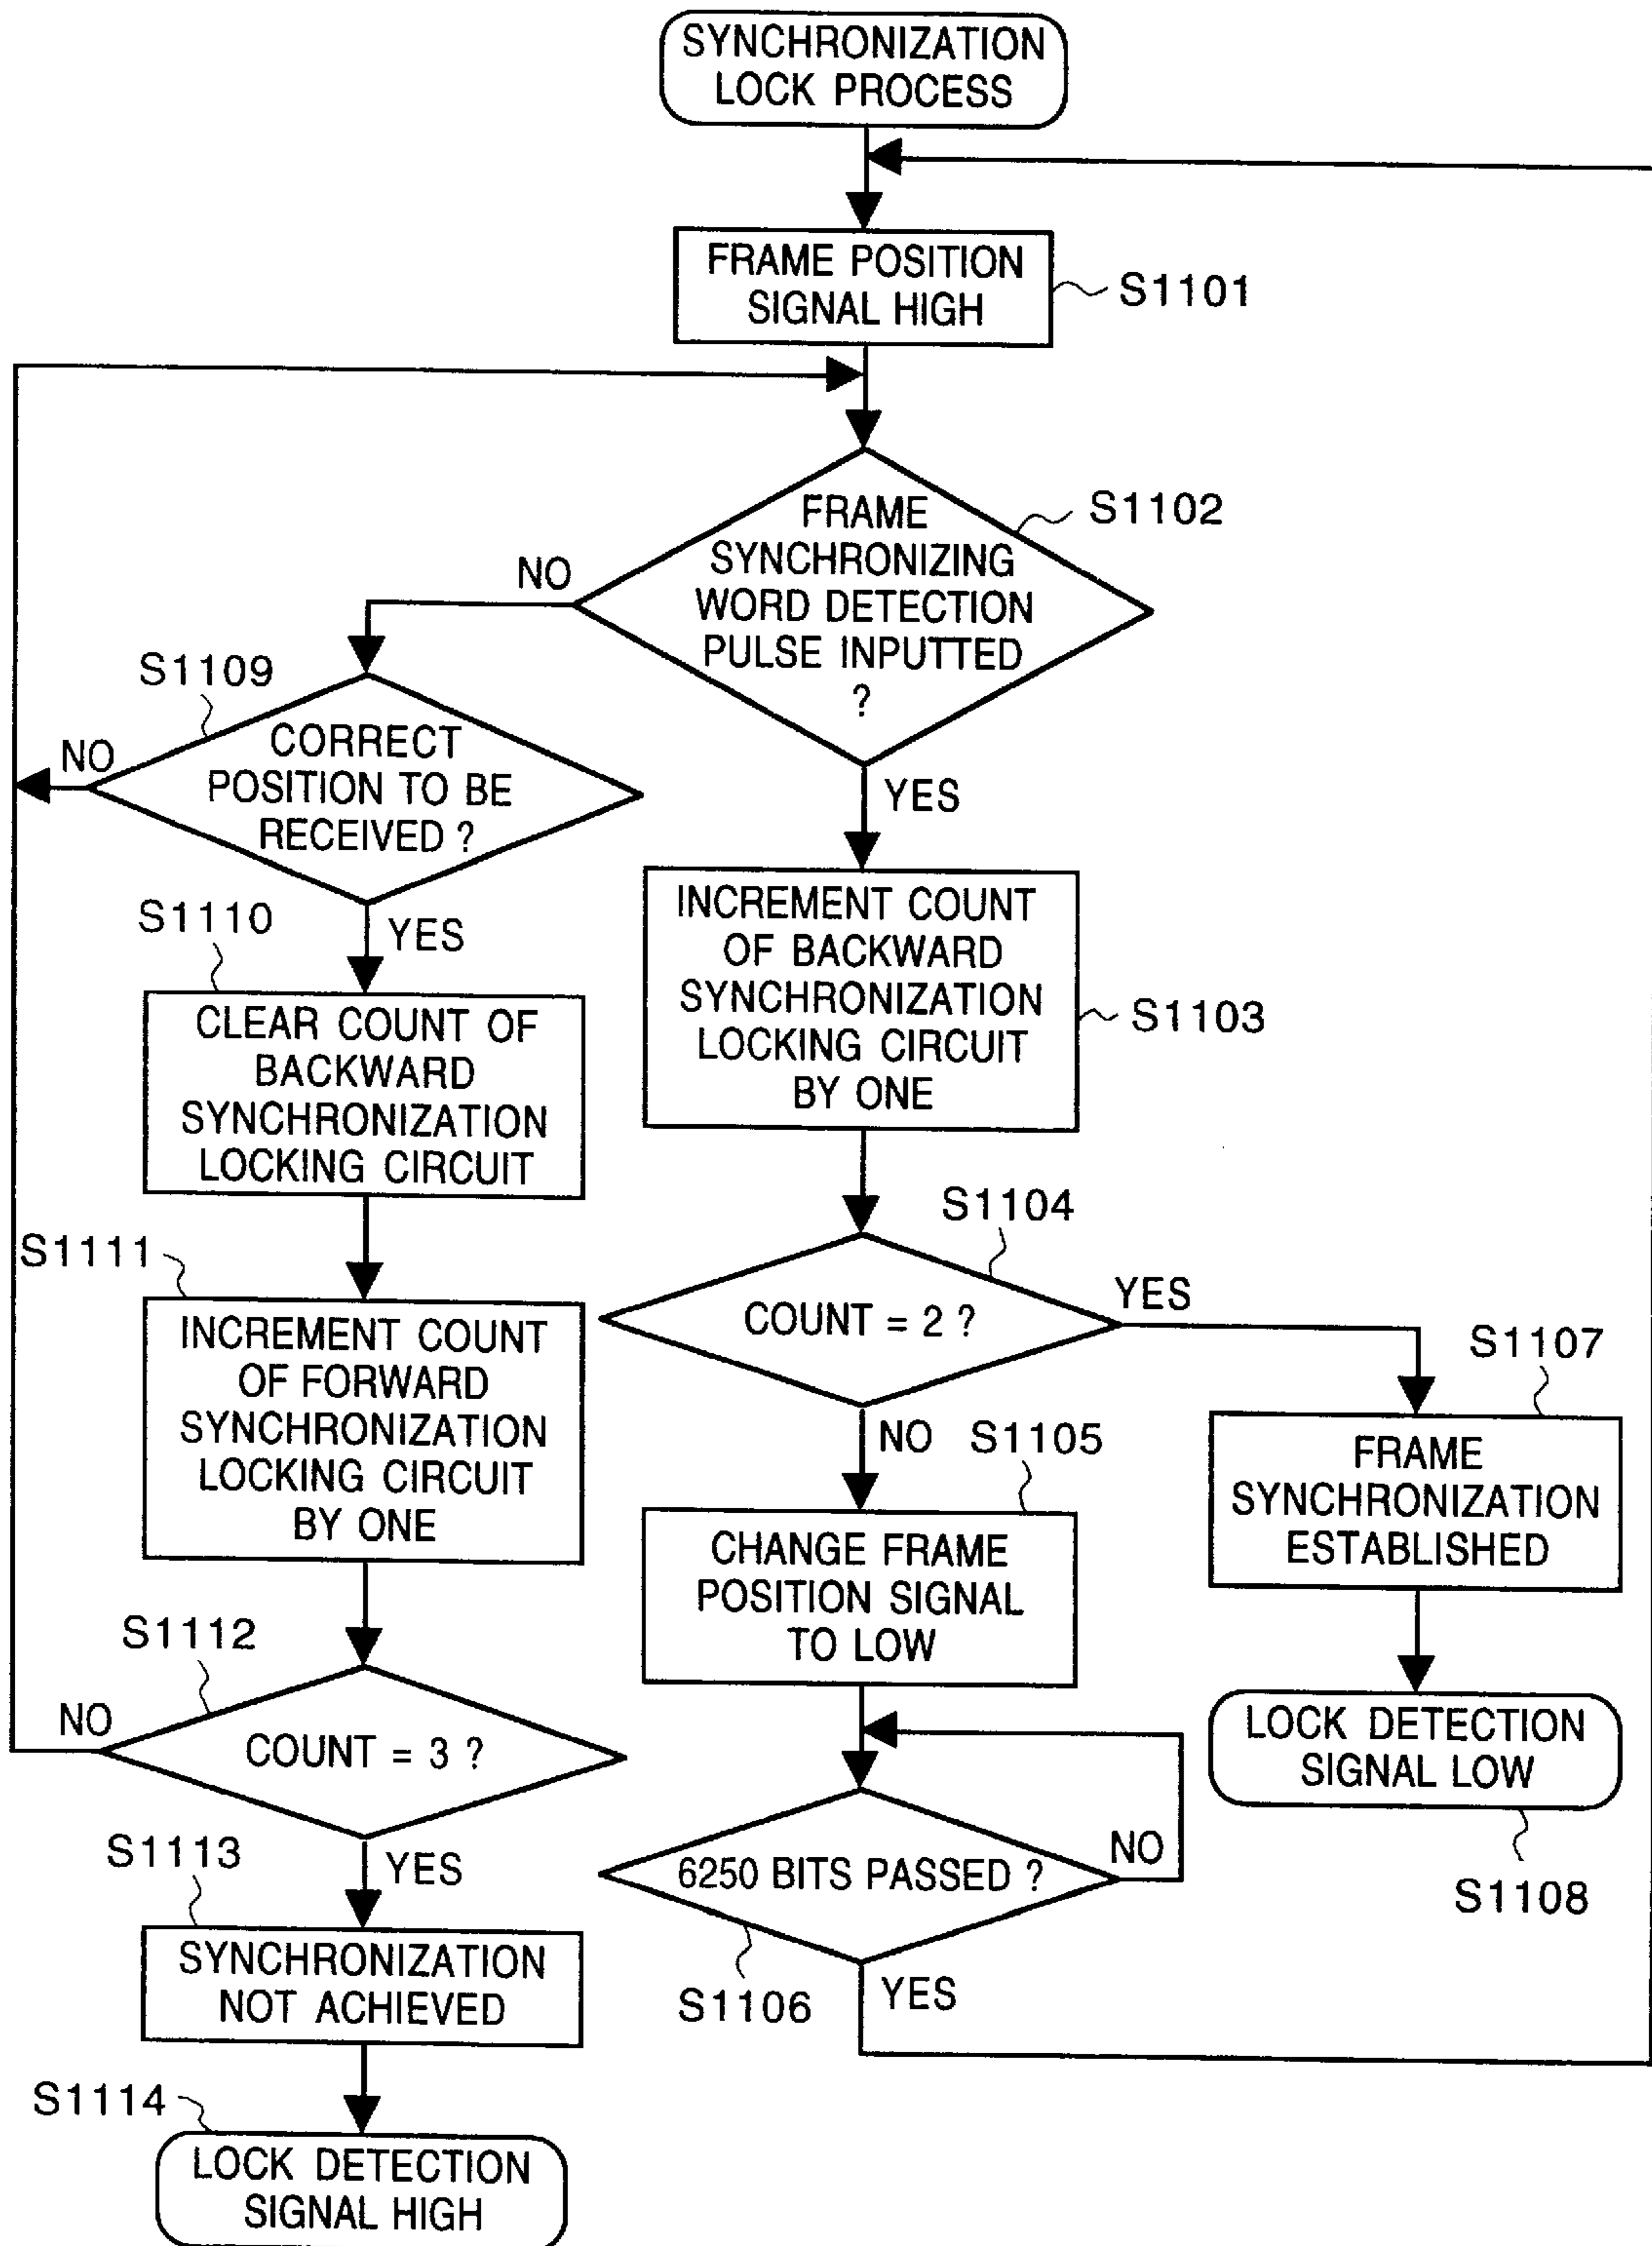 SYNCHRONIZATION
LOCK PROCESS
FRAME POSITION
SIGNAL HIGH
S1101
FRAME
SYNCHRONIZING
WORD DETECTION
PULSE INPUTTED
?
S1102
NO
YES
S1109
CORRECT
POSITION TO BE
RECEIVED ?
NO
YES
S1110
CLEAR COUNT OF
BACKWARD
SYNCHRONIZATION
LOCKING CIRCUIT
S1111
INCREMENT COUNT
OF FORWARD
SYNCHRONIZATION
LOCKING CIRCUIT
BY ONE
S1112
COUNT = 3 ?
NO
YES
S1113
SYNCHRONIZATION
NOT ACHIEVED
S1114
LOCK DETECTION
SIGNAL HIGH
INCREMENT COUNT
OF BACKWARD
SYNCHRONIZATION
LOCKING CIRCUIT
BY ONE
S1103
S1104
COUNT = 2 ?
YES
NO
S1105
CHANGE FRAME
POSITION SIGNAL
TO LOW
6250 BITS PASSED ?
NO
S1106
YES
S1107
FRAME
SYNCHRONIZATION
ESTABLISHED
LOCK DETECTION
SIGNAL LOW
S1108